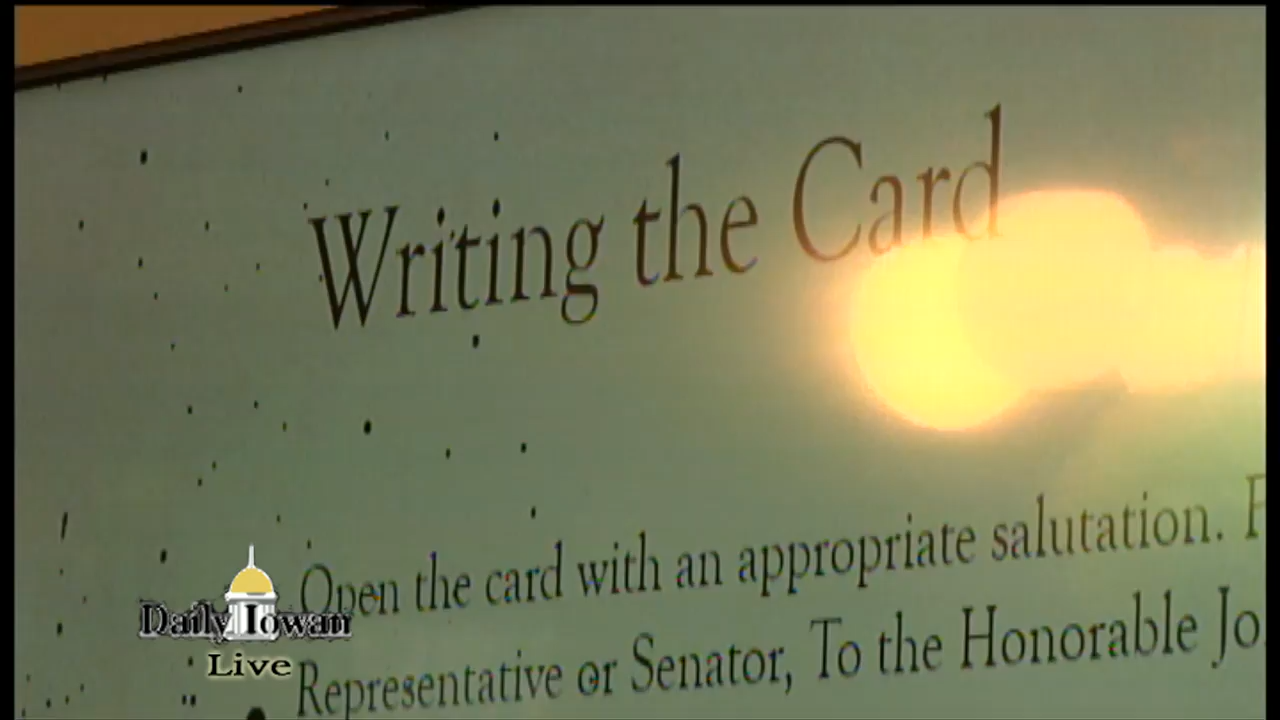 Writing the Card
Open the card with an appropriate salutation. F
Representative or Senator, To the Honorable Jo
Daily Iowan
Live